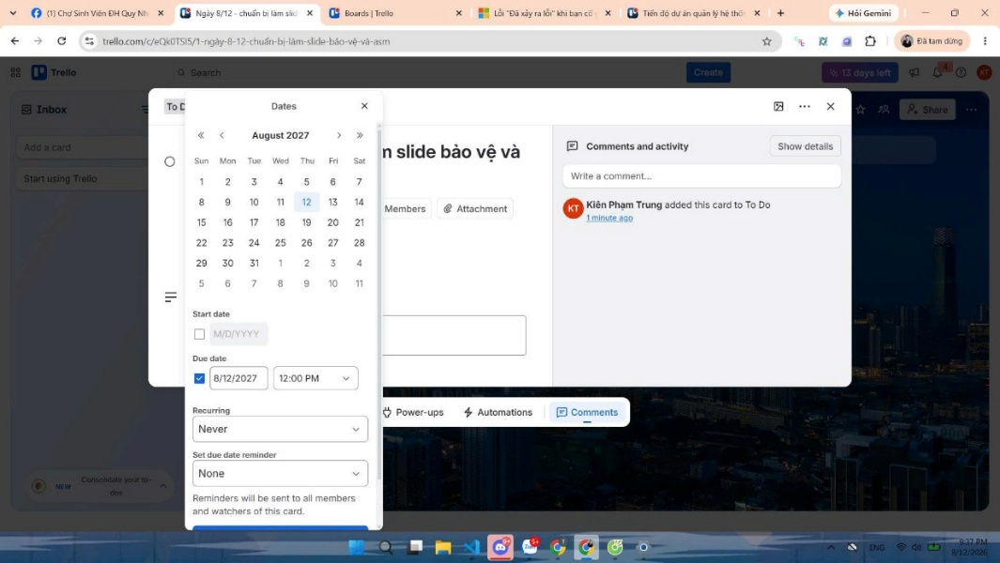 (1) Chợ Sinh Viên ĐH Quy Nh
Ngày 8/12 - chuẩn bị làm slid
Boards | Trello
Lỗi "Đã xảy ra lỗi" khi bạn cố g
Tiến độ dự án quản lý hệ thố
Hỏi Gemini
trello.com/c/eQk0TSl5/1-ngày-8-12-chuẩn-bị-làm-slide-bảo-vệ-và-asm
Đã tạm dừng
Trello
Search
Create
13 days left
4
KT
Inbox
Share
Add a card
Start using Trello
NEW
Consolidate your to-
dos
To D
Dates
August 2027
Sun Mon Tue Wed Thu Fri Sat
1 2 3 4 5 6 7
8 9 10 11 12 13 14
15 16 17 18 19 20 21
22 23 24 25 26 27 28
29 30 31 1 2 3 4
5 6 7 8 9 10 11
Start date
M/D/YYYY
Due date
8/12/2027 12:00 PM
Recurring
Never
Set due date reminder
None
Reminders will be sent to all members
and watchers of this card.
m slide bảo vệ và
Members
Attachment
Comments and activity
Show details
Write a comment...
KT
Kiên Phạm Trung added this card to To Do
1 minute ago
Power-ups
Automations
Comments
ENG
8:37 PM